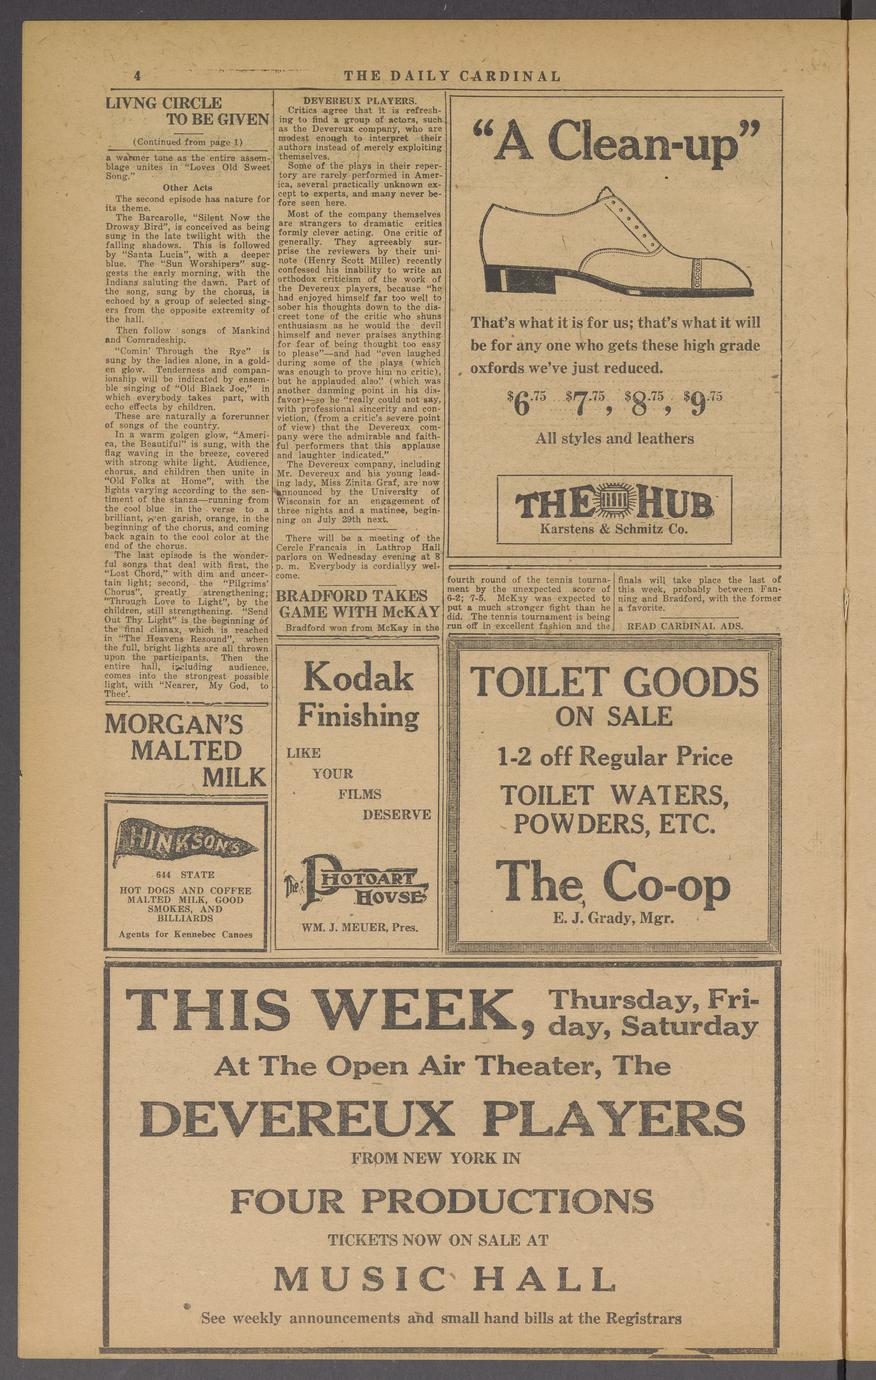 4
THE DAILY CARDINAL
LIVNG CIRCLE
TO BE GIVEN
(Continued from page 1)
a warmer tone as the entire assem-
blage unites in "Loves Old Sweet
Song."
Other Acts
The second episode has nature for
its theme.
The Barcarolle, "Silent Now the
Drowsy Bird", is conceived as being
sung in the late twilight with the
falling shadows. This is followed
by "Santa Lucia", with a deeper
blue. The "Sun Worshipers" sug-
gests the early morning, with the
Indians saluting the dawn. Part of
the song, sung by the chorus, is
echoed by a group of selected sing-
ers from the opposite extremity of
the hall.
Then follow songs of Mankind
and Comradeship.
"Comin' Through the Rye" is
sung by the ladies alone, in a gold-
en glow. Tenderness and compan-
ionship will be indicated by ensem-
ble singing of "Old Black Joe," in
which everybody takes part, with
echo effects by children.
These are naturally a forerunner
of songs of the country.
In a warm golgen glow, "Ameri-
ca, the Beautiful" is sung, with the
flag waving in the breeze, covered
with strong white light. Audience,
chorus, and children then unite in
"Old Folks at Home", with the
lights varying according to the sen-
timent of the stanza—running from
the cool blue in the verse to a
brilliant, even garish, orange, in the
beginning of the chorus, and coming
back again to the cool color at the
end of the chorus.
The last episode is the wonder-
ful songs that deal with first, the
"Lost Chord," with dim and uncer-
tain light; second, the "Pilgrims'
Chorus", greatly strengthening;
"Through Love to Light", by the
children, still strengthening. "Send
Out Thy Light" is the beginning of
the final climax, which is reached
in "The Heavens Resound", when
the full, bright lights are all thrown
upon the participants. Then the
entire hall, including audience,
comes into the strongest possible
light, with "Nearer, My God, to
Thee'.
MORGAN'S
MALTED
MILK
HINKSON'S
644 STATE
HOT DOGS AND COFFEE
MALTED MILK, GOOD
SMOKES, AND
BILLIARDS
Agents for Kennebec Canoes
DEVEREUX PLAYERS.
Critics agree that it is refresh-
ing to find a group of actors, such
as the Devereux company, who are
modest enough to interpret their
authors instead of merely exploiting
themselves.
Some of the plays in their reper-
tory are rarely performed in Amer-
ica, several practically unknown ex-
cept to experts, and many never be-
fore seen here.
Most of the company themselves
are strangers to dramatic critics
formly clever acting. One critic of
generally. They agreeably sur-
prise the reviewers by their uni-
note (Henry Scott Miller) recently
confessed his inability to write an
orthodox criticism of the work of
the Devereux players, because "he
had enjoyed himself far too well to
sober his thoughts down to the dis-
creet tone of the critic who shuns
enthusiasm as he would the devil
himself and never praises anything
for fear of being thought too easy
to please"—and had "even laughed
during some of the plays (which
was enough to prove him no critic),
but he applauded also" (which was
another damning point in his dis-
favor)—so he "really could not say,
with professional sincerity and con-
viction, (from a critic's severe point
of view) that the Devereux com-
pany were the admirable and faith-
ful performers that this applause
and laughter indicated."
The Devereux company, including
Mr. Devereux and his young lead-
ing lady, Miss Zinita Graf, are now
announced by the University of
Wisconsin for an engagement of
three nights and a matinee, begin-
ning on July 29th next.
There will be a meeting of the
Cercle Francais in Lathrop Hall
parlors on Wednesday evening at 8
p. m. Everybody is cordiallyy wel-
come.
BRADFORD TAKES
GAME WITH McKAY
Bradford won from McKay in the
fourth round of the tennis tourna-
ment by the unexpected score of
6-2; 7-5. McKay was expected to
put a much stronger fight than he
did. The tennis tournament is being
run off in excellent fashion and the
finals will take place the last of
this week, probably between Fan-
ning and Bradford, with the former
a favorite.
READ CARDINAL ADS.
Kodak
Finishing
LIKE
YOUR
FILMS
DESERVE
The PHOTOART
HOVSE
WM. J. MEUER, Pres.
"A Clean-up"
That's what it is for us; that's what it will
be for any one who gets these high grade
oxfords we've just reduced.
$6.75 $7.75, $8.75, $9.75
All styles and leathers
THE HUB
Karstens & Schmitz Co.
TOILET GOODS
ON SALE
1-2 off Regular Price
TOILET WATERS,
POWDERS, ETC.
The Co-op
E. J. Grady, Mgr.
THIS WEEK, Thursday, Fri-
day, Saturday
At The Open Air Theater, The
DEVEREUX PLAYERS
FROM NEW YORK IN
FOUR PRODUCTIONS
TICKETS NOW ON SALE AT
MUSIC HALL
See weekly announcements and small hand bills at the Registrars